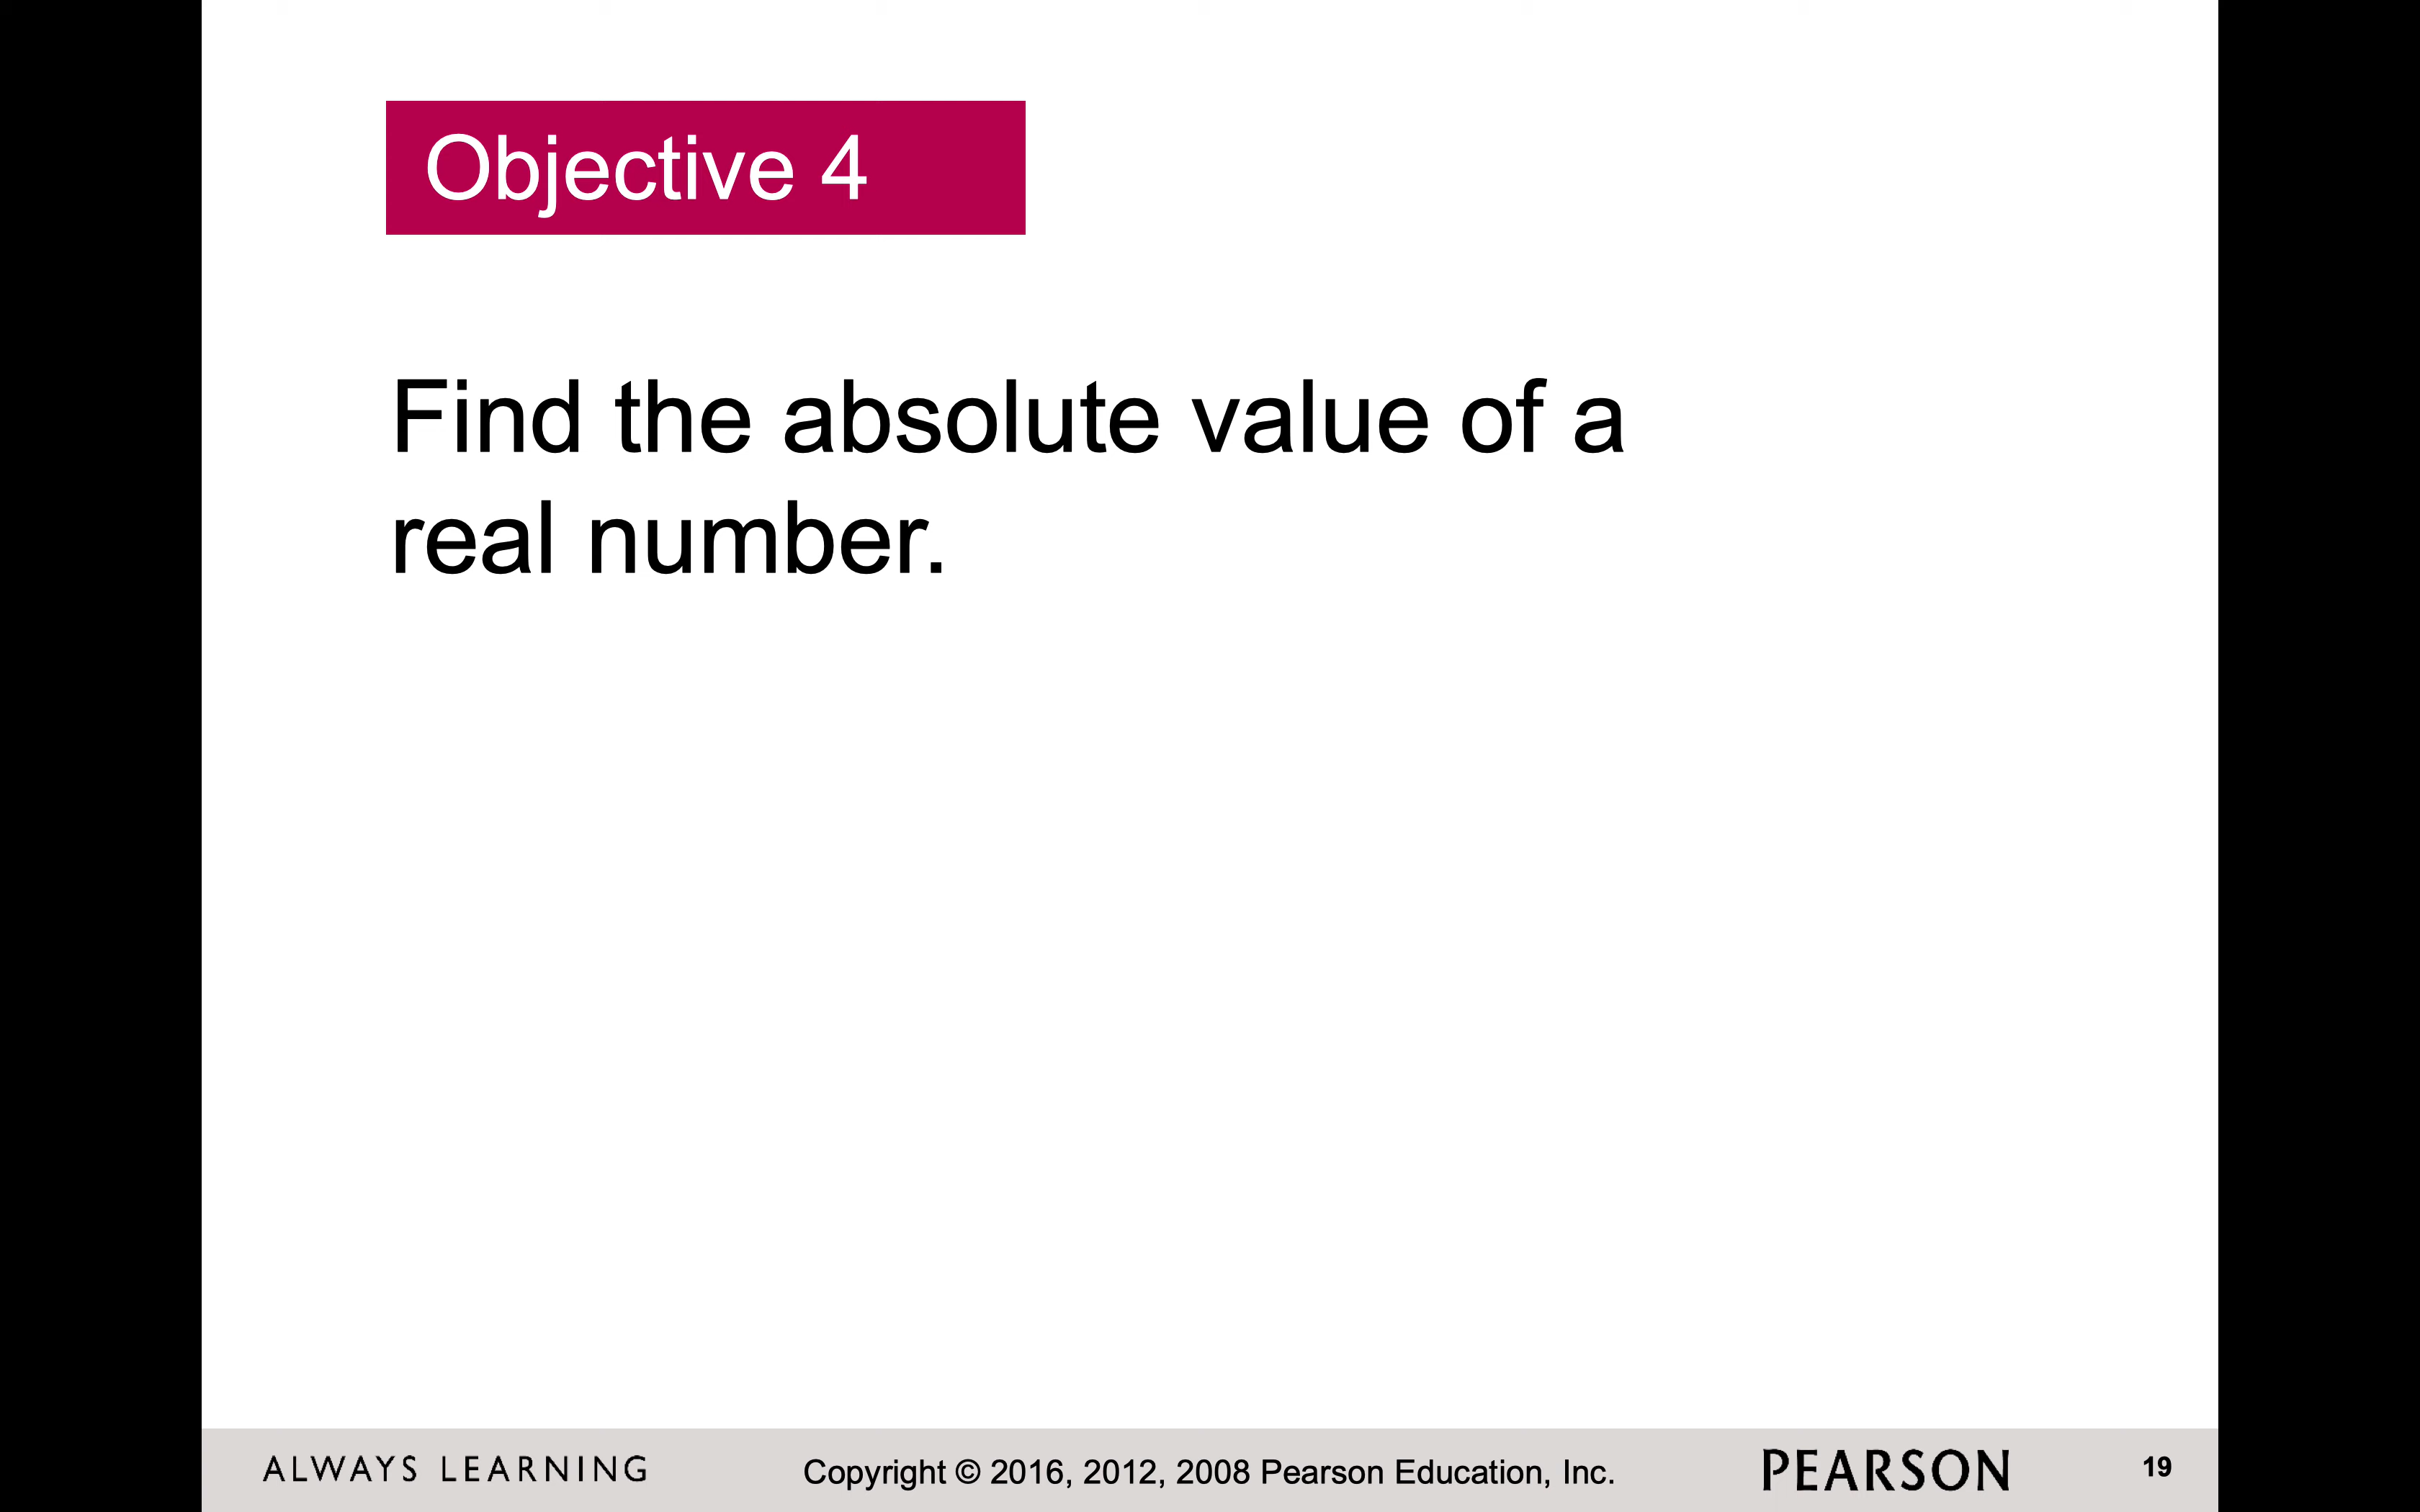 Objective 4
Find the absolute value of a
real number.
ALWAYS LEARNING
Copyright © 2016, 2012, 2008 Pearson Education, Inc.
PEARSON
19